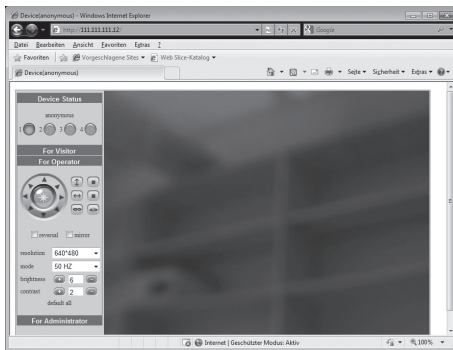 Device(anonymous) - Windows Internet Explorer
http://111.111.111.12/
Google
Datei Bearbeiten Ansicht Favoriten Extras ?
Favoriten Vorgeschlagene Sites Web Slice-Katalog
Device(anonymous)
Seite Sicherheit Extras
Device Status
anonymous
1 2 3 4
For Visitor
For Operator
reversal mirror
resolution 640*480
mode 50 HZ
brightness 6
contrast 2
default all
For Administrator
Internet | Geschützter Modus: Aktiv
100%